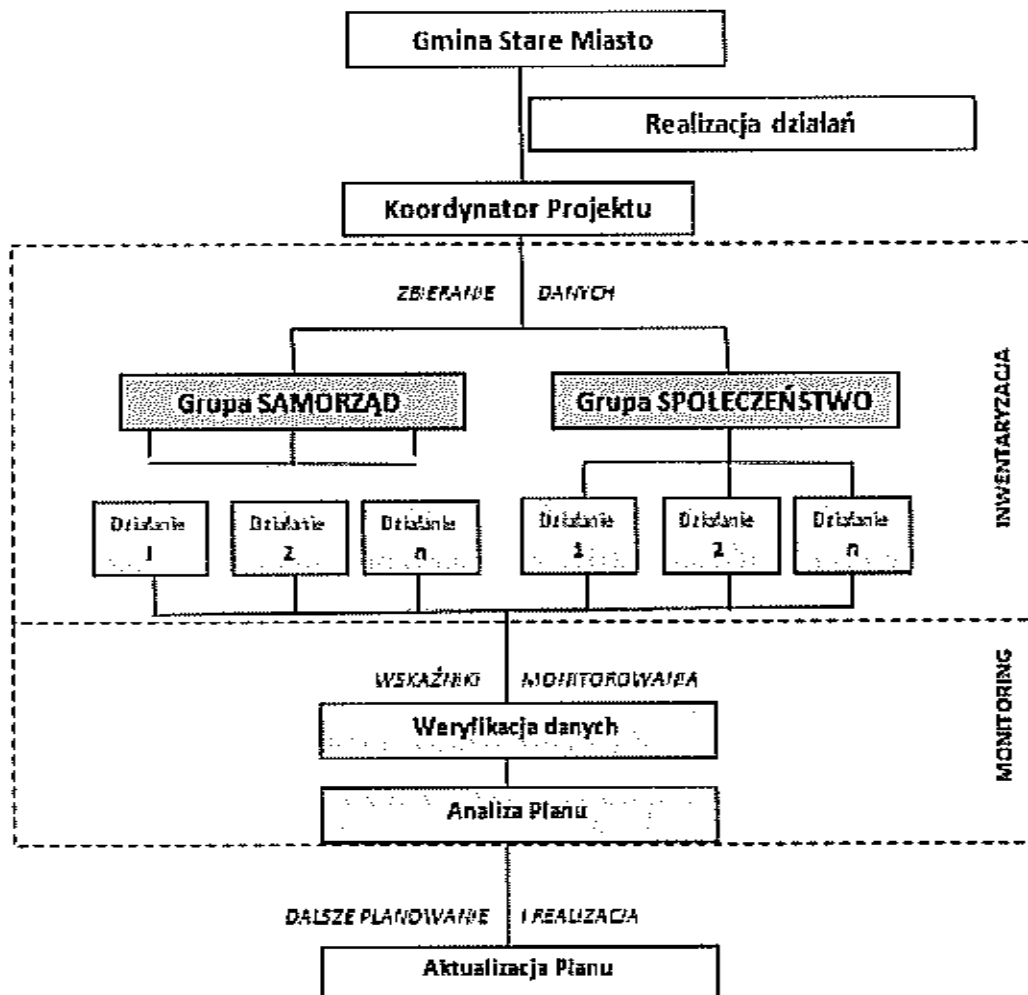 Gmina Stare Miasto
Realizacja działań
Koordynator Projektu
ZBIERANIE DANYCH
INWENTARYZACJA
Grupa SAMORZĄD
Grupa SPOŁECZEŃSTWO
Działanie
1
Działanie
2
Działanie
n
Działanie
1
Działanie
2
Działanie
n
MONITORING
WSKAŹNIKI MONITOROWANIA
Weryfikacja danych
Analiza Planu
DALSZE PLANOWANIE I REALIZACJA
Aktualizacja Planu